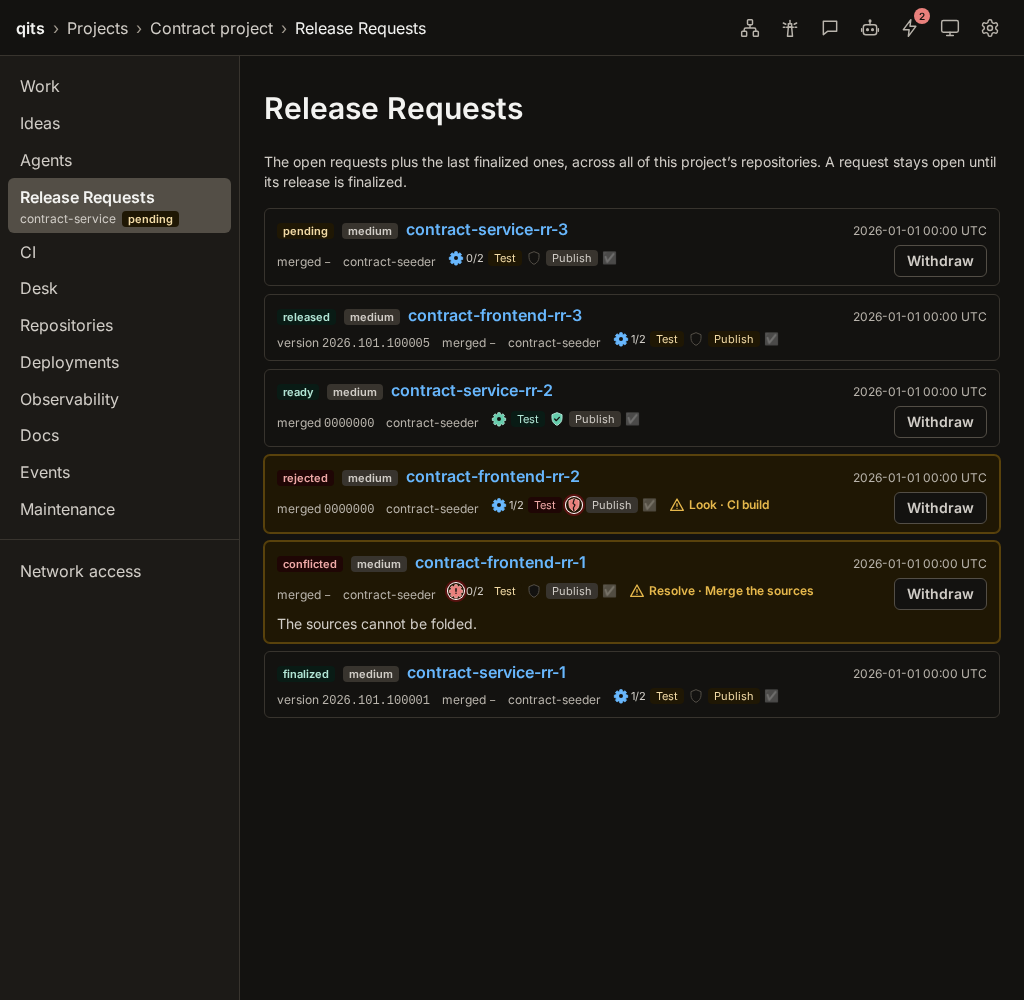 qits › Projects › Contract project › Release Requests
2
Work
Ideas
Agents
Release Requests
contract-service pending
CI
Desk
Repositories
Deployments
Observability
Docs
Events
Maintenance
Network access
Release Requests
The open requests plus the last finalized ones, across all of this project’s repositories. A request stays open until
its release is finalized.
pending medium contract-service-rr-3 2026-01-01 00:00 UTC
merged – contract-seeder 0/2 Test Publish Withdraw
released medium contract-frontend-rr-3 2026-01-01 00:00 UTC
version 2026.101.100005 merged – contract-seeder 1/2 Test Publish
ready medium contract-service-rr-2 2026-01-01 00:00 UTC
merged 0000000 contract-seeder Test Publish Withdraw
rejected medium contract-frontend-rr-2 2026-01-01 00:00 UTC
merged 0000000 contract-seeder 1/2 Test Publish Look · CI build Withdraw
conflicted medium contract-frontend-rr-1 2026-01-01 00:00 UTC
merged – contract-seeder 0/2 Test Publish Resolve · Merge the sources Withdraw
The sources cannot be folded.
finalized medium contract-service-rr-1 2026-01-01 00:00 UTC
version 2026.101.100001 merged – contract-seeder 1/2 Test Publish